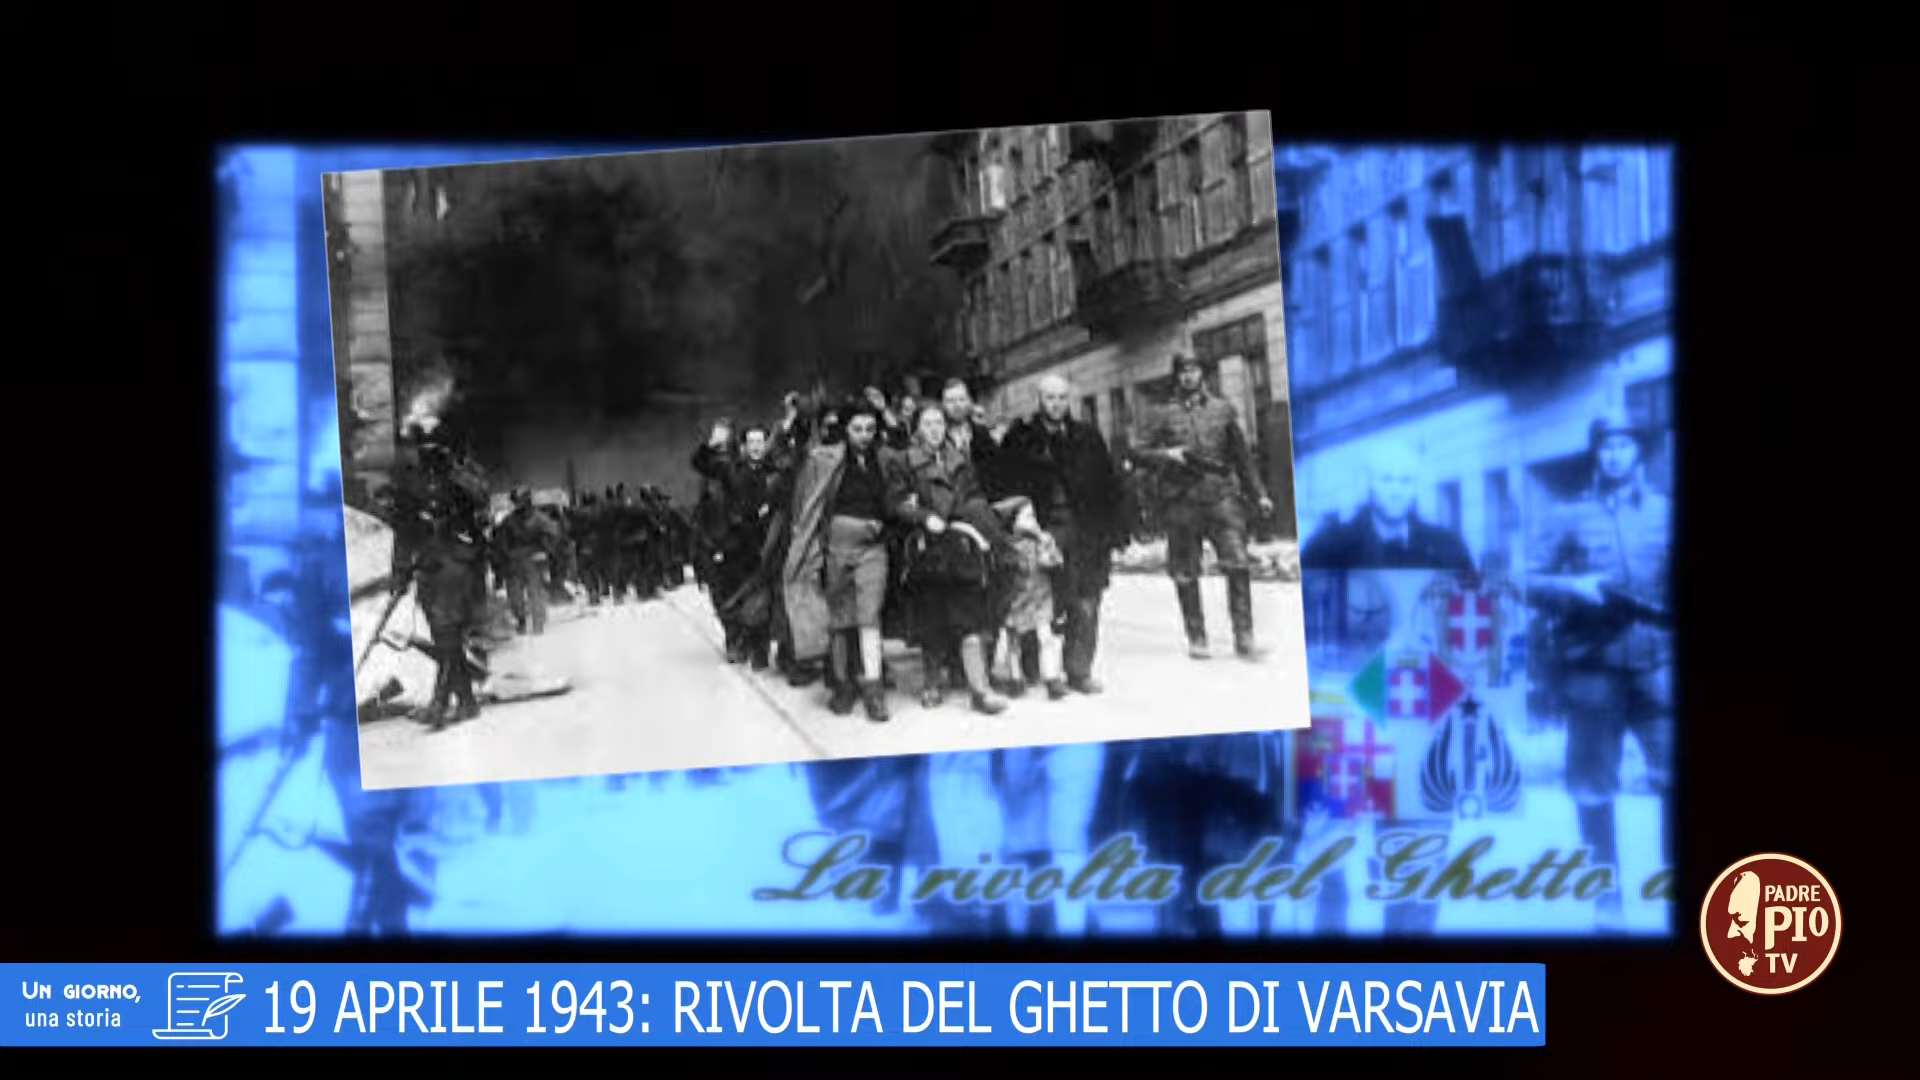 La rivolta del Ghetto d
PADRE
PIO
TV
UN GIORNO,
una storia
19 APRILE 1943: RIVOLTA DEL GHETTO DI VARSAVIA